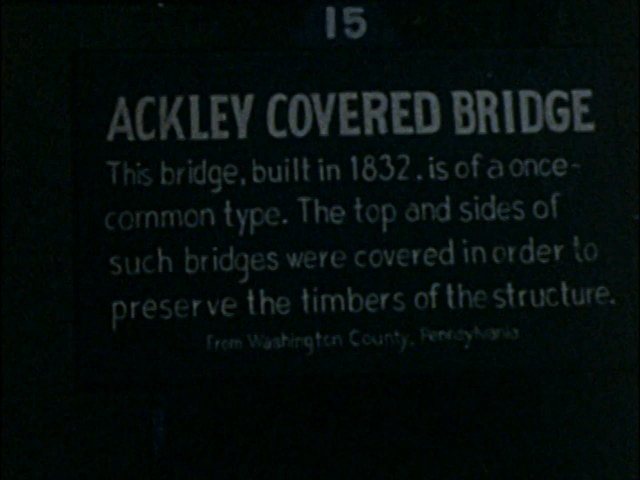 15
ACKLEY COVERED BRIDGE
This bridge, built in 1832, is of a once-
common type. The top and sides of
such bridges were covered in order to
preserve the timbers of the structure.
From Washington County, Pennsylvania